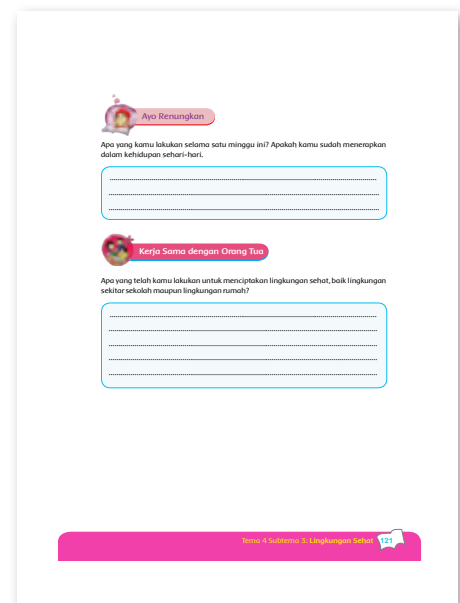 Ayo Renungkan
Apa yang kamu lakukan selama satu minggu ini? Apakah kamu sudah menerapkan
dalam kehidupan sehari-hari.
Kerja Sama dengan Orang Tua
Apa yang telah kamu lakukan untuk menciptakan lingkungan sehat, baik lingkungan
sekitar sekolah maupun lingkungan rumah?
Tema 4 Subtema 3: Lingkungan Sehat 121